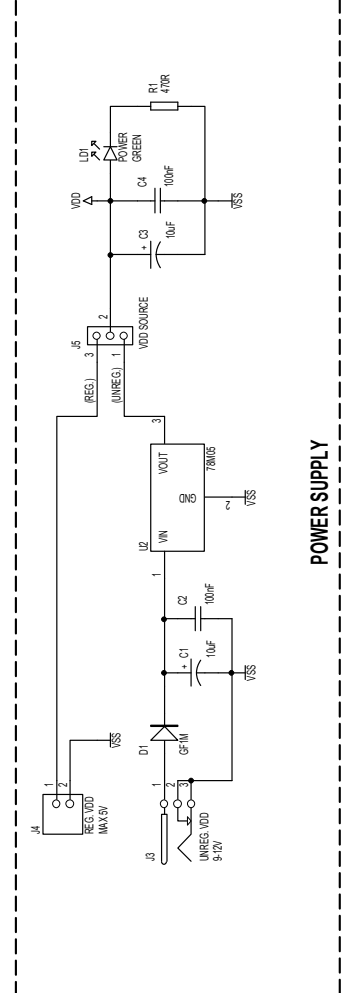 J4
REG. VDD
MAX 5V
1
2
VSS
J3
UNREG. VDD
9-12V
1
2
3
D1
GF1M
C1
+
10uF
C2
100nF
VSS
U2
1
VIN
VOUT
3
GND
2
78M05
VSS
J5
3
(REG.)
(UNREG.)
1
2
VDD SOURCE
VDD
+
C3
10uF
C4
100nF
LD1
POWER
GREEN
R1
470R
VSS
POWER SUPPLY